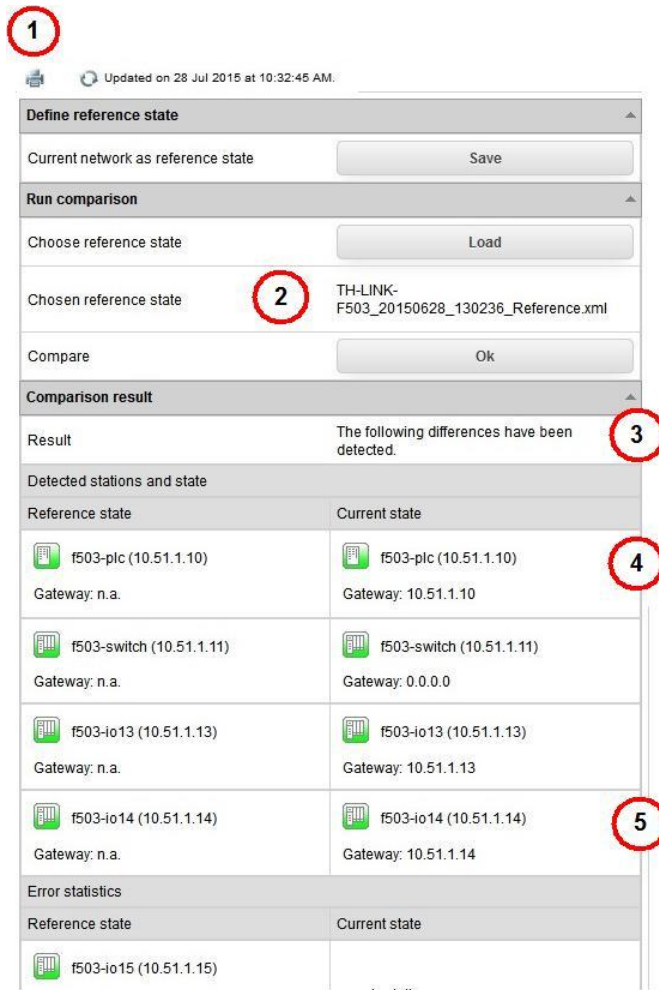 1
Updated on 28 Jul 2015 at 10:32:45 AM.
Define reference state
Current network as reference state
Save
Run comparison
Choose reference state
Load
Chosen reference state
2
TH-LINK-
F503_20150628_130236_Reference.xml
Compare
Ok
Comparison result
Result
The following differences have been
detected.
3
Detected stations and state
Reference state
Current state
f503-plc (10.51.1.10)
f503-plc (10.51.1.10)
4
Gateway: n.a.
Gateway: 10.51.1.10
f503-switch (10.51.1.11)
f503-switch (10.51.1.11)
Gateway: n.a.
Gateway: 0.0.0.0
f503-io13 (10.51.1.13)
f503-io13 (10.51.1.13)
Gateway: n.a.
Gateway: 10.51.1.13
f503-io14 (10.51.1.14)
f503-io14 (10.51.1.14)
5
Gateway: n.a.
Gateway: 10.51.1.14
Error statistics
Reference state
Current state
f503-io15 (10.51.1.15)